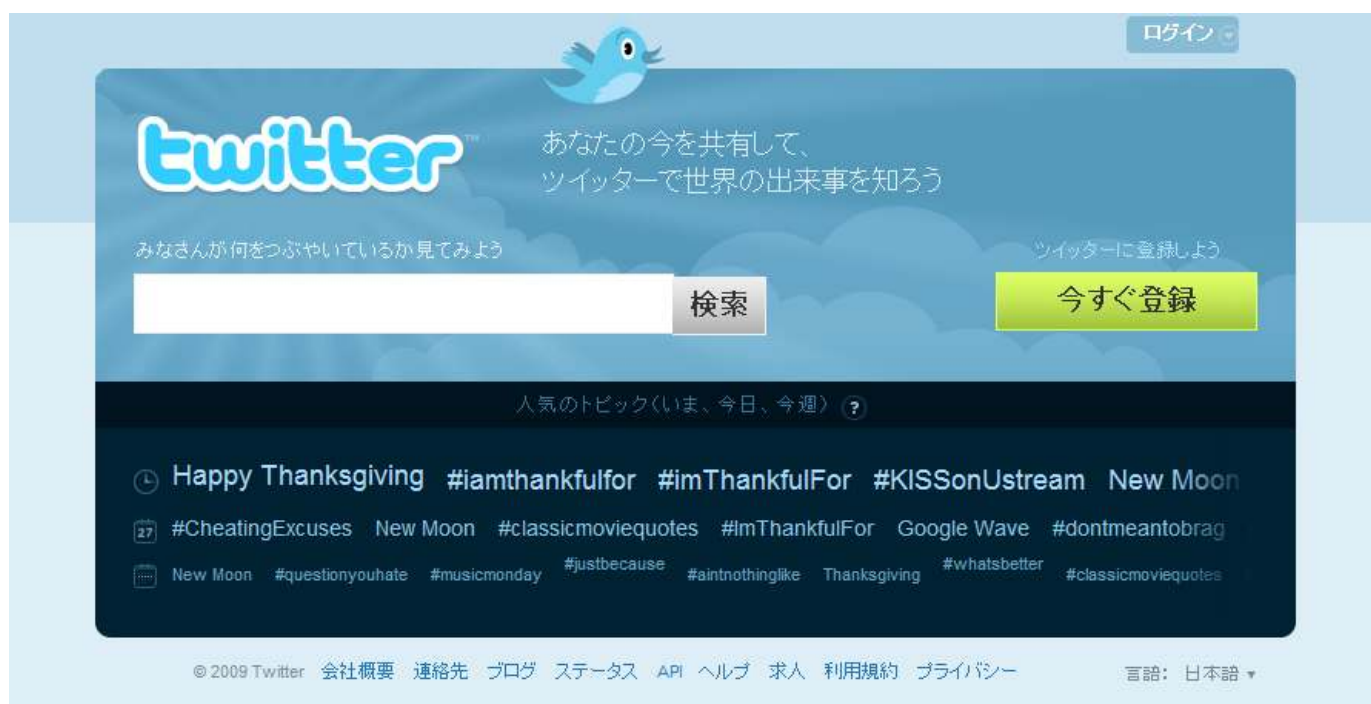 ログイン
twitter™
あなたの今を共有して、
ツイッターで世界の出来事を知ろう
みなさんが何をつぶやいているか見てみよう
ツイッターに登録しよう
検索
今すぐ登録
人気のトピック(いま、今日、今週) ?
Happy Thanksgiving #iamthankfulfor #imThankfulFor #KISSonUstream New Moon
27 #CheatingExcuses New Moon #classicmoviequotes #ImThankfulFor Google Wave #dontmeantobrag
New Moon #questionyouhate #musicmonday #justbecause #aintnothinglike Thanksgiving #whatsbetter #classicmoviequotes
© 2009 Twitter 会社概要 連絡先 ブログ ステータス API ヘルプ 求人 利用規約 プライバシー 言語: 日本語